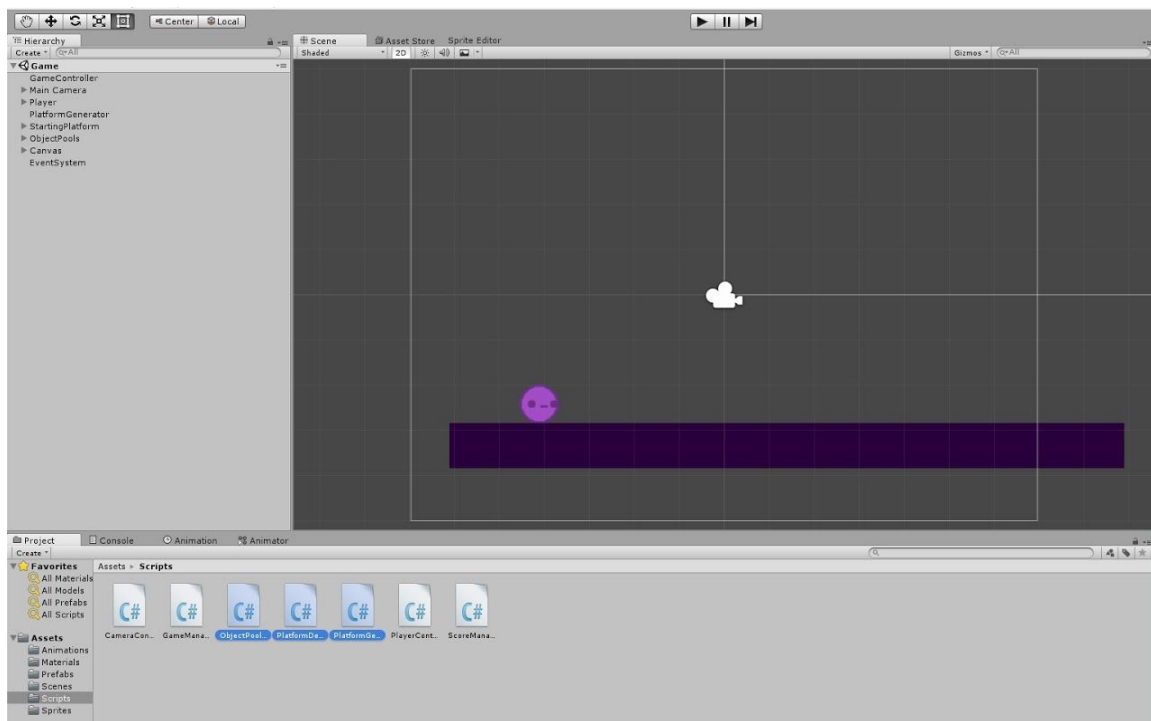 Center Local
Hierarchy
Create All
Game
GameController
Main Camera
Player
PlatformGenerator
StartingPlatform
ObjectPools
Canvas
EventSystem
Scene Asset Store Sprite Editor
Shaded 2D Gizmos All
Project Console Animation Animator
Create
Favorites
All Materials
All Models
All Prefabs
All Scripts
Assets
Animations
Materials
Prefabs
Scenes
Scripts
Sprites
Assets Scripts
C# C# C# C# C# C# C#
CameraCon... GameMana... ObjectPool... PlatformDe... PlatformGe... PlayerCont... ScoreMana...